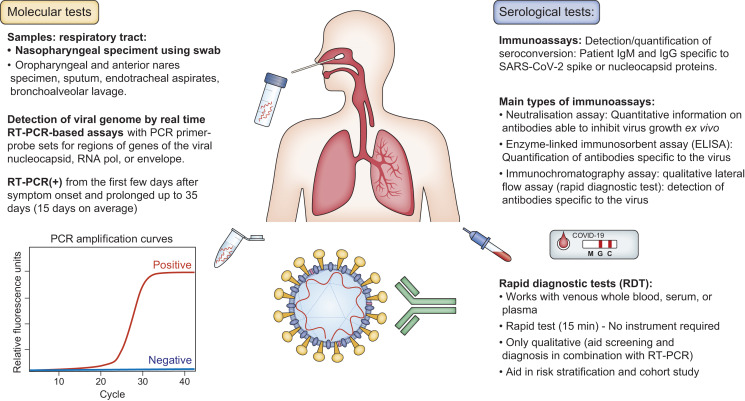 Molecular tests
Samples: respiratory tract:
• Nasopharyngeal speciment using swab
• Oropharyngeal and anterior nares
specimen, sputum, endotracheal aspirates,
bronchoalveolar lavage.
Detection of viral genome by real time
RT-PCR-based assays with PCR primer-
probe sets for regions of genes of the viral
nucleocapsid, RNA pol, or envelope.
RT-PCR(+) from the first few days after
symptom onset and prolonged up to 35
days (15 days on average)
PCR amplification curves
Relative fluorescence units
Positive
Negative
10 20 30 40
Cycle
Serological tests:
Immunoassays: Detection/quantification of
seroconversion: Patient IgM and IgG specific to
SARS-CoV-2 spike or nucleocapsid proteins.
Main types of immunoassays:
• Neutralisation assay: Quantitative information on
antibodies able to inhibit virus growth ex vivo
• Enzyme-linked immunosorbent assay (ELISA):
Quantification of antibodies specific to the virus
• Immunochromatography assay: qualitative lateral
flow assay (rapid diagnostic test): detection of
antibodies specific to the virus
COVID-19
M G C
Rapid diagnostic tests (RDT):
• Works with venous whole blood, serum, or
plasma
• Rapid test (15 min) - No instrument required
• Only qualitative (aid screening and
diagnosis in combination with RT-PCR)
• Aid in risk stratification and cohort study